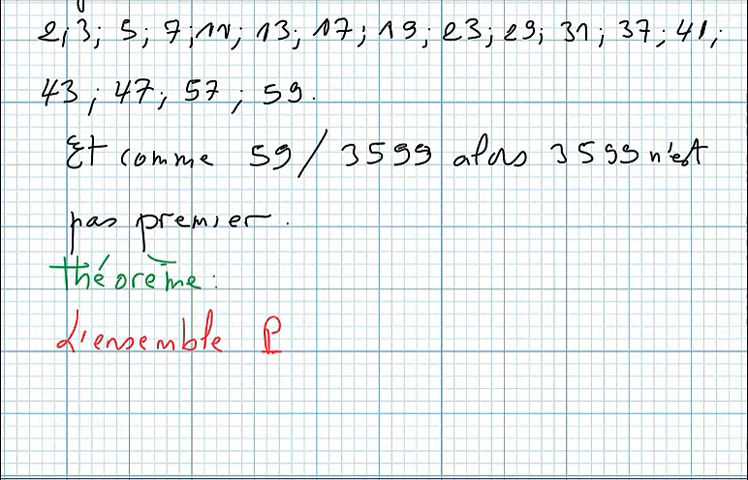 2; 3; 5; 7; 11; 13; 17; 19; 23; 29; 31; 37; 41;
43; 47; 57; 59.
Et comme 59/3599 alors 3599 n'est
pas premier.
théorème:
L'ensemble P